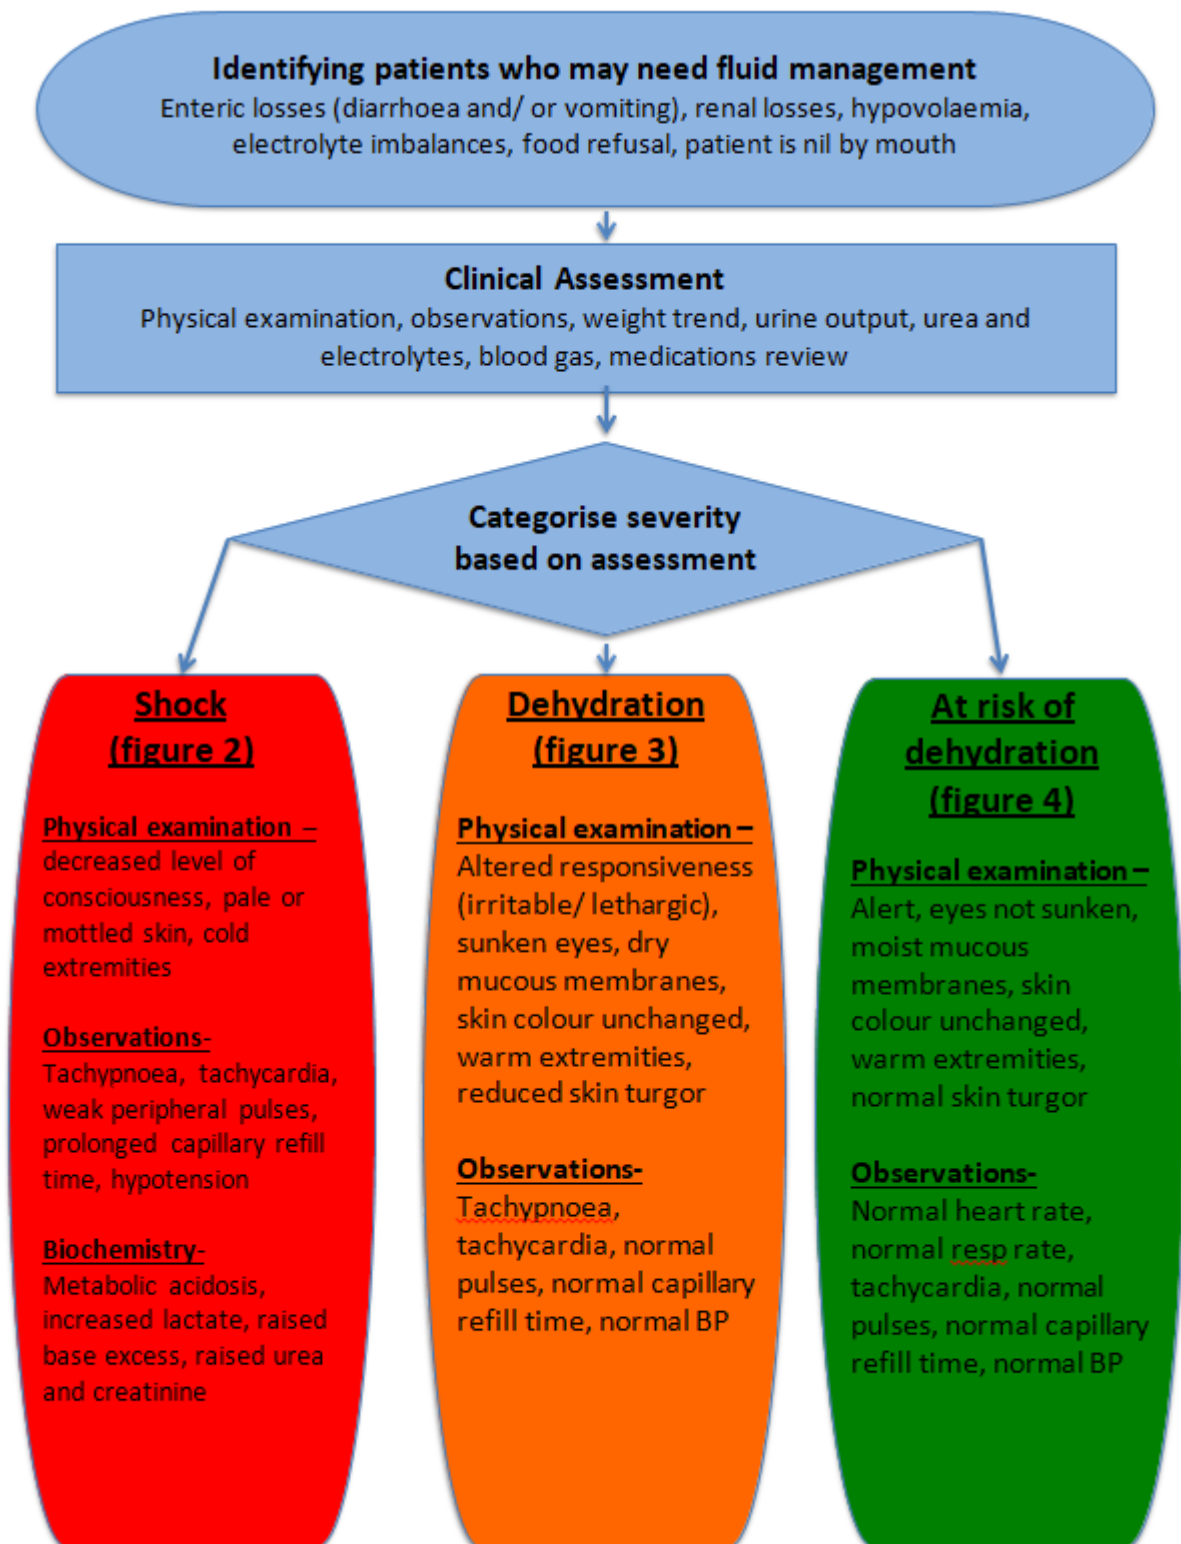 Identifying patients who may need fluid management
Enteric losses (diarrhoea and/ or vomiting), renal losses, hypovolaemia,
electrolyte imbalances, food refusal, patient is nil by mouth
Clinical Assessment
Physical examination, observations, weight trend, urine output, urea and
electrolytes, blood gas, medications review
Categorise severity
based on assessment
Shock
(figure 2)
Physical examination –
decreased level of
consciousness, pale or
mottled skin, cold
extremities
Observations-
Tachypnoea, tachycardia,
weak peripheral pulses,
prolonged capillary refill
time, hypotension
Biochemistry-
Metabolic acidosis,
increased lactate, raised
base excess, raised urea
and creatinine
Dehydration
(figure 3)
Physical examination –
Altered responsiveness
(irritable/ lethargic),
sunken eyes, dry
mucous membranes,
skin colour unchanged,
warm extremities,
reduced skin turgor
Observations-
Tachypnoea,
tachycardia, normal
pulses, normal capillary
refill time, normal BP
At risk of
dehydration
(figure 4)
Physical examination –
Alert, eyes not sunken,
moist mucous
membranes, skin
colour unchanged,
warm extremities,
normal skin turgor
Observations-
Normal heart rate,
normal resp rate,
tachycardia, normal
pulses, normal capillary
refill time, normal BP